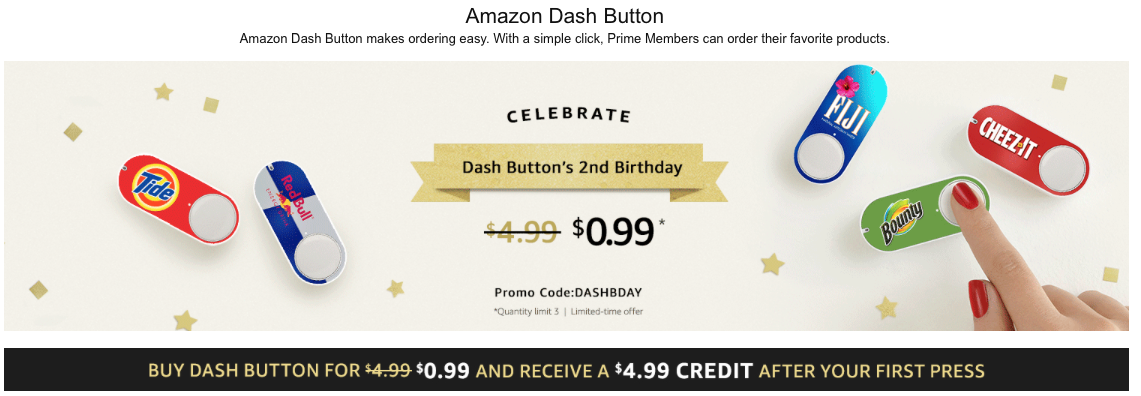 Amazon Dash Button
Amazon Dash Button makes ordering easy. With a simple click, Prime Members can order their favorite products.
CELEBRATE
Dash Button's 2nd Birthday
$4.99 $0.99*
Promo Code:DASHBDAY
*Quantity limit 3 | Limited-time offer
Tide
RedBull
FIJI
CHEEZ-IT
Bounty
BUY DASH BUTTON FOR $4.99 $0.99 AND RECEIVE A $4.99 CREDIT AFTER YOUR FIRST PRESS